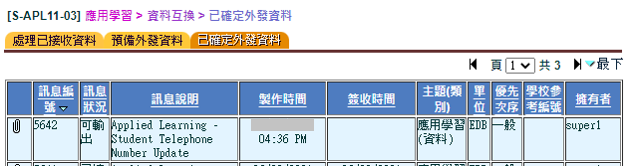 [S-APL11-03] 應用學習 > 資料互換 > 已確定外發資料
處理已接收資料 預備外發資料 已確定外發資料
頁 1 共 3 最下
訊息編號 訊息狀況 訊息說明 製作時間 簽收時間 主題(類別) 單位 優先次序 學校參考編號 擁有者
5642 可輸出 Applied Learning - Student Telephone Number Update 04:36 PM 應用學習(資料) EDB 一般 super1